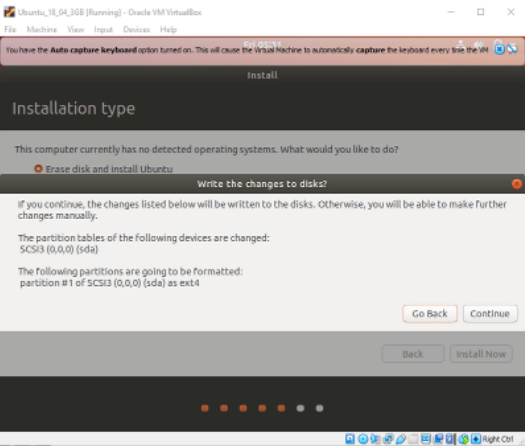 Ubuntu_18_04_3GB [Running] - Oracle VM VirtualBox
File Machine View Input Devices Help
You have the Auto capture keyboard option turned on. This will cause the Virtual Machine to automatically capture the keyboard every time the VM
Install
Installation type
This computer currently has no detected operating systems. What would you like to do?
Erase disk and install Ubuntu
Write the changes to disks?
If you continue, the changes listed below will be written to the disks. Otherwise, you will be able to make further
changes manually.
The partition tables of the following devices are changed:
SCSI3 (0,0,0) (sda)
The following partitions are going to be formatted:
partition #1 of SCSI3 (0,0,0) (sda) as ext4
Go Back Continue
Back Install Now
Right Ctrl